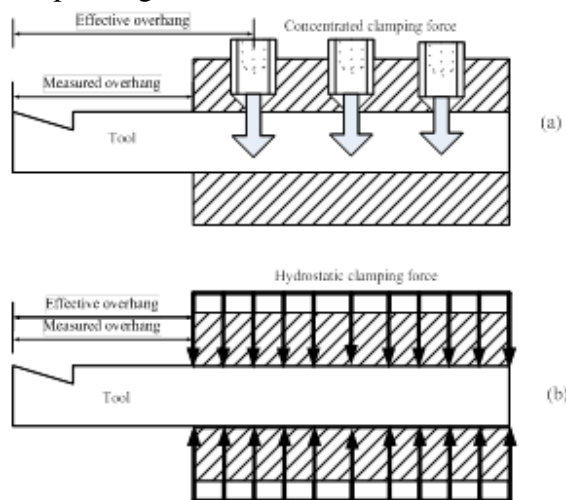 Effective overhang
Concentrated clamping force
Measured overhang
Tool
(a)
Hydrostatic clamping force
Effective overhang
Measured overhang
Tool
(b)